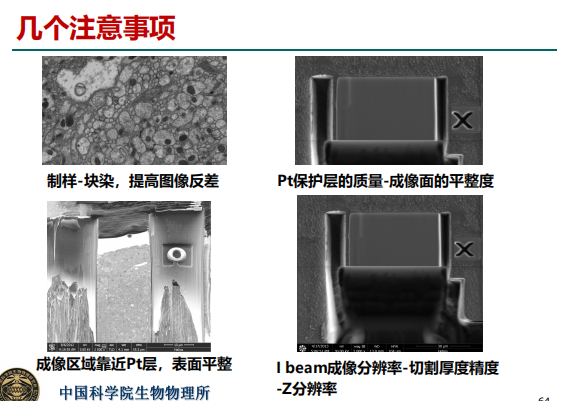 几个注意事项
制样-块染，提高图像反差
Pt保护层的质量-成像面的平整度
成像区域靠近Pt层，表面平整
I beam成像分辨率-切割厚度精度
-Z分辨率
中国科学院生物物理所
64